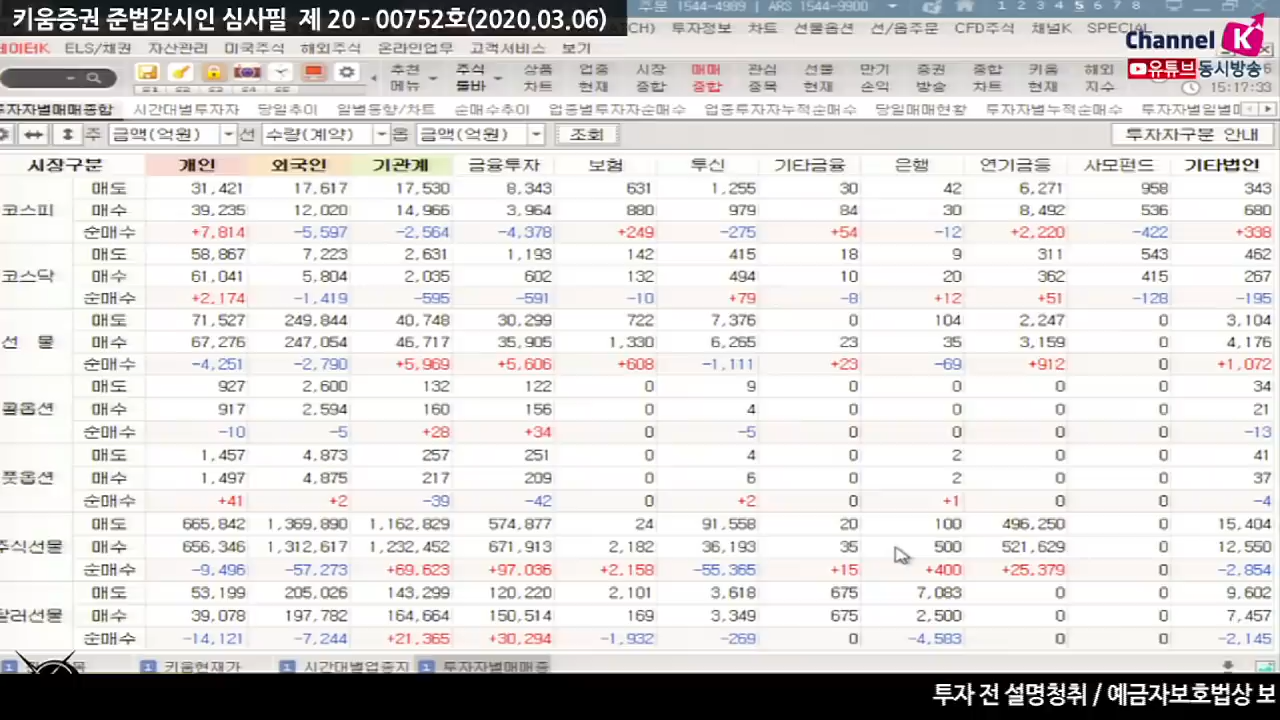 키움증권 준법감시인 심사필 제 20 - 00752호(2020.03.06)
주문 1544-4989 | ARS 1544-9900 1 2 3 4 5 6 7 8
CH) 투자정보 차트 선물옵션 선/옵주문 CFD주식 채널K SPECIAL
Channel K
유튜브동시방송
15:17:33
네이터K ELS/채권 자산관리 미국주식 해외주식 온라인업무 고객서비스 보기
추천 메뉴 주식 툴바 상품 차트 업종 현재 시장 종합 매매 종합 관심 종목 선물 현재 만기 손익 증권 방송 종합 차트 키움 현재 해외 지수
투자자별매매종합 시간대별투자자 당일추이 일별동향/차트 순매수추이 업종별투자자순매수 업종투자자누적순매수 당일매매현황 투자자별누적순매수 투자자별일별매
주 금액(억원) 선 수량(계약) 옵 금액(억원) 조회 투자자구분 안내
시장구분 개인 외국인 기관계 금융투자 보험 투신 기타금융 은행 연기금등 사모펀드 기타법인
매도 31,421 17,617 17,530 8,343 631 1,255 30 42 6,271 958 343
코스피 매수 39,235 12,020 14,966 3,964 880 979 84 30 8,492 536 680
순매수 +7,814 -5,597 -2,564 -4,378 +249 -275 +54 -12 +2,220 -422 +338
매도 58,867 7,223 2,631 1,193 142 415 18 9 311 543 462
코스닥 매수 61,041 5,804 2,035 602 132 494 10 20 362 415 267
순매수 +2,174 -1,419 -595 -591 -10 +79 -8 +12 +51 -128 -195
매도 71,527 249,844 40,748 30,299 722 7,376 0 104 2,247 0 3,104
선 물 매수 67,276 247,054 46,717 35,905 1,330 6,265 23 35 3,159 0 4,176
순매수 -4,251 -2,790 +5,969 +5,606 +608 -1,111 +23 -69 +912 0 +1,072
매도 927 2,600 132 122 0 9 0 0 0 0 34
콜옵션 매수 917 2,594 160 156 0 4 0 0 0 0 21
순매수 -10 -5 +28 +34 0 -5 0 0 0 0 -13
매도 1,457 4,873 257 251 0 4 0 2 0 0 41
풋옵션 매수 1,497 4,875 217 209 0 6 0 2 0 0 37
순매수 +41 +2 -39 -42 0 +2 0 +1 0 0 -4
매도 665,842 1,369,890 1,162,829 574,877 24 91,558 20 100 496,250 0 15,404
주식선물 매수 656,346 1,312,617 1,232,452 671,913 2,182 36,193 35 500 521,629 0 12,550
순매수 -9,496 -57,273 +69,623 +97,036 +2,158 -55,365 +15 +400 +25,379 0 -2,854
매도 53,199 205,026 143,299 120,220 2,101 3,618 675 7,083 0 0 9,602
달러선물 매수 39,078 197,782 164,664 150,514 169 3,349 675 2,500 0 0 7,457
순매수 -14,121 -7,244 +21,365 +30,294 -1,932 -269 0 -4,583 0 0 -2,145
1 1 키움현재가 1 시간대별업종지 1 투자자별매매종
투자 전 설명청취 / 예금자보호법상 보